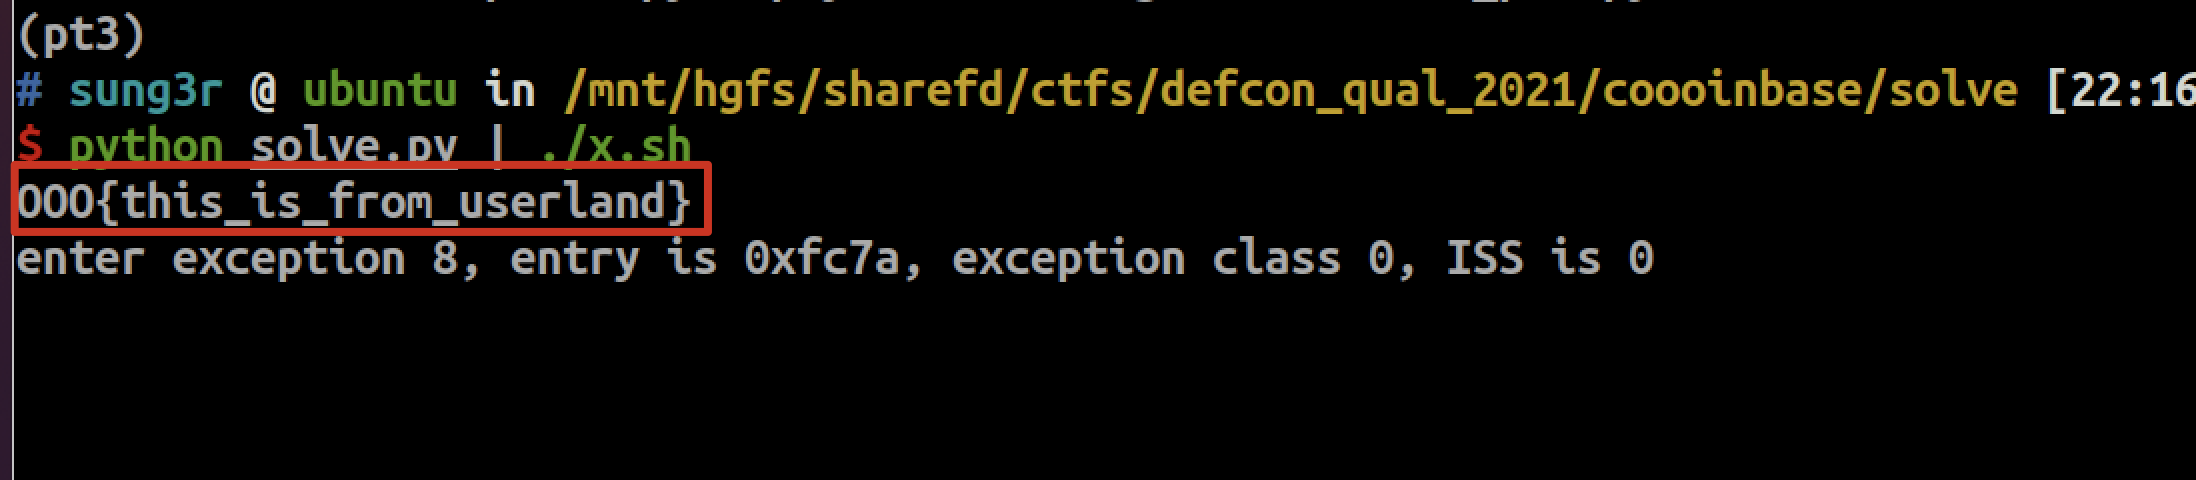 (pt3)
# sung3r @ ubuntu in /mnt/hgfs/sharefd/ctfs/defcon_qual_2021/coooinbase/solve [22:16
$ python solve.py | ./x.sh
OOO{this_is_from_userland}
enter exception 8, entry is 0xfc7a, exception class 0, ISS is 0